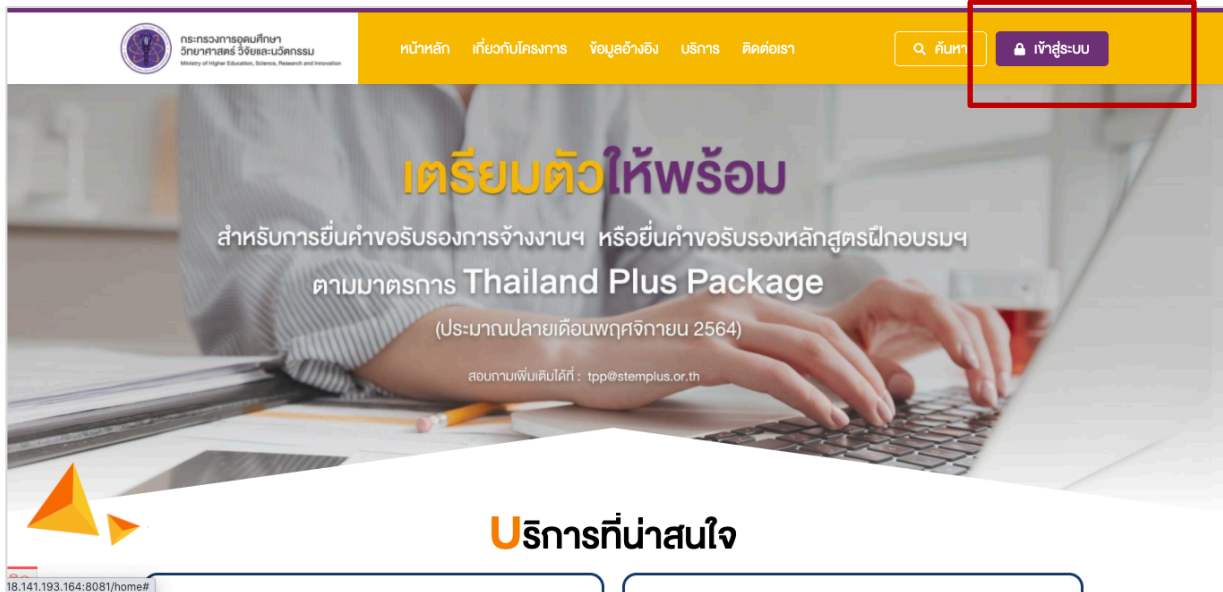 กระทรวงการอุดมศึกษา
วิทยาศาสตร์ วิจัยและนวัตกรรม
Ministry of Higher Education, Science, Research and Innovation
หน้าหลัก เกี่ยวกับโครงการ ข้อมูลอ้างอิง บริการ ติดต่อเรา ค้นหา เข้าสู่ระบบ
เตรียมตัวให้พร้อม
สำหรับการยื่นคำขอรับรองการจ้างงานฯ หรือยื่นคำขอรับรองหลักสูตรฝึกอบรมฯ
ตามมาตรการ Thailand Plus Package
(ประมาณปลายเดือนพฤศจิกายน 2564)
สอบถามเพิ่มเติมได้ที่ : tpp@stemplus.or.th
บริการที่น่าสนใจ
18.141.193.164:8081/home#